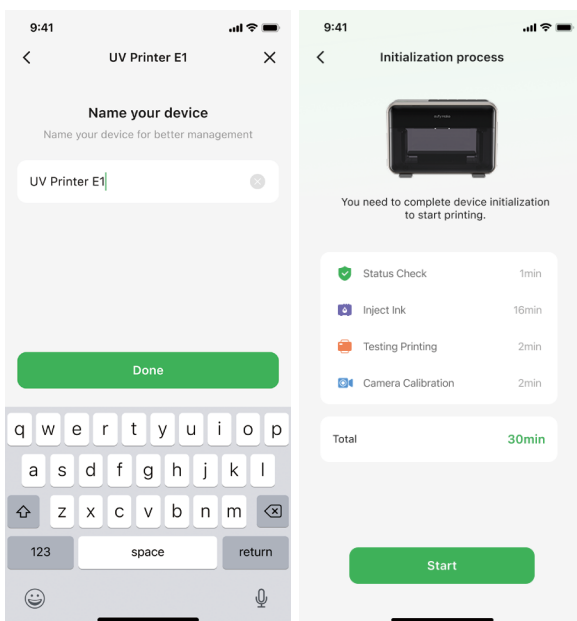 9:41
UV Printer E1
Name your device
Name your device for better management
UV Printer E1
Done
q w e r t y u i o p
a s d f g h j k l
z x c v b n m
123 space return
9:41
Initialization process
You need to complete device initialization
to start printing.
Status Check 1min
Inject Ink 16min
Testing Printing 2min
Camera Calibration 2min
Total 30min
Start